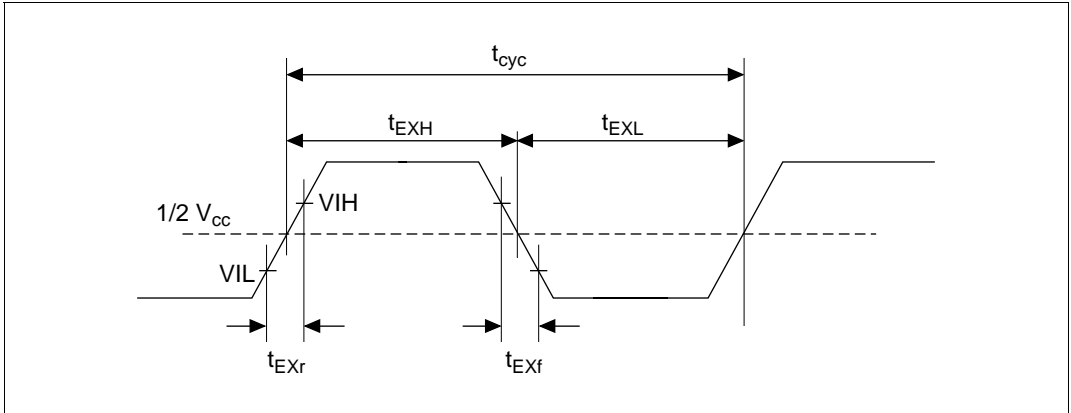 tcyc
tEXH tEXL
VIH
1/2 Vcc
VIL
tEXr tEXf